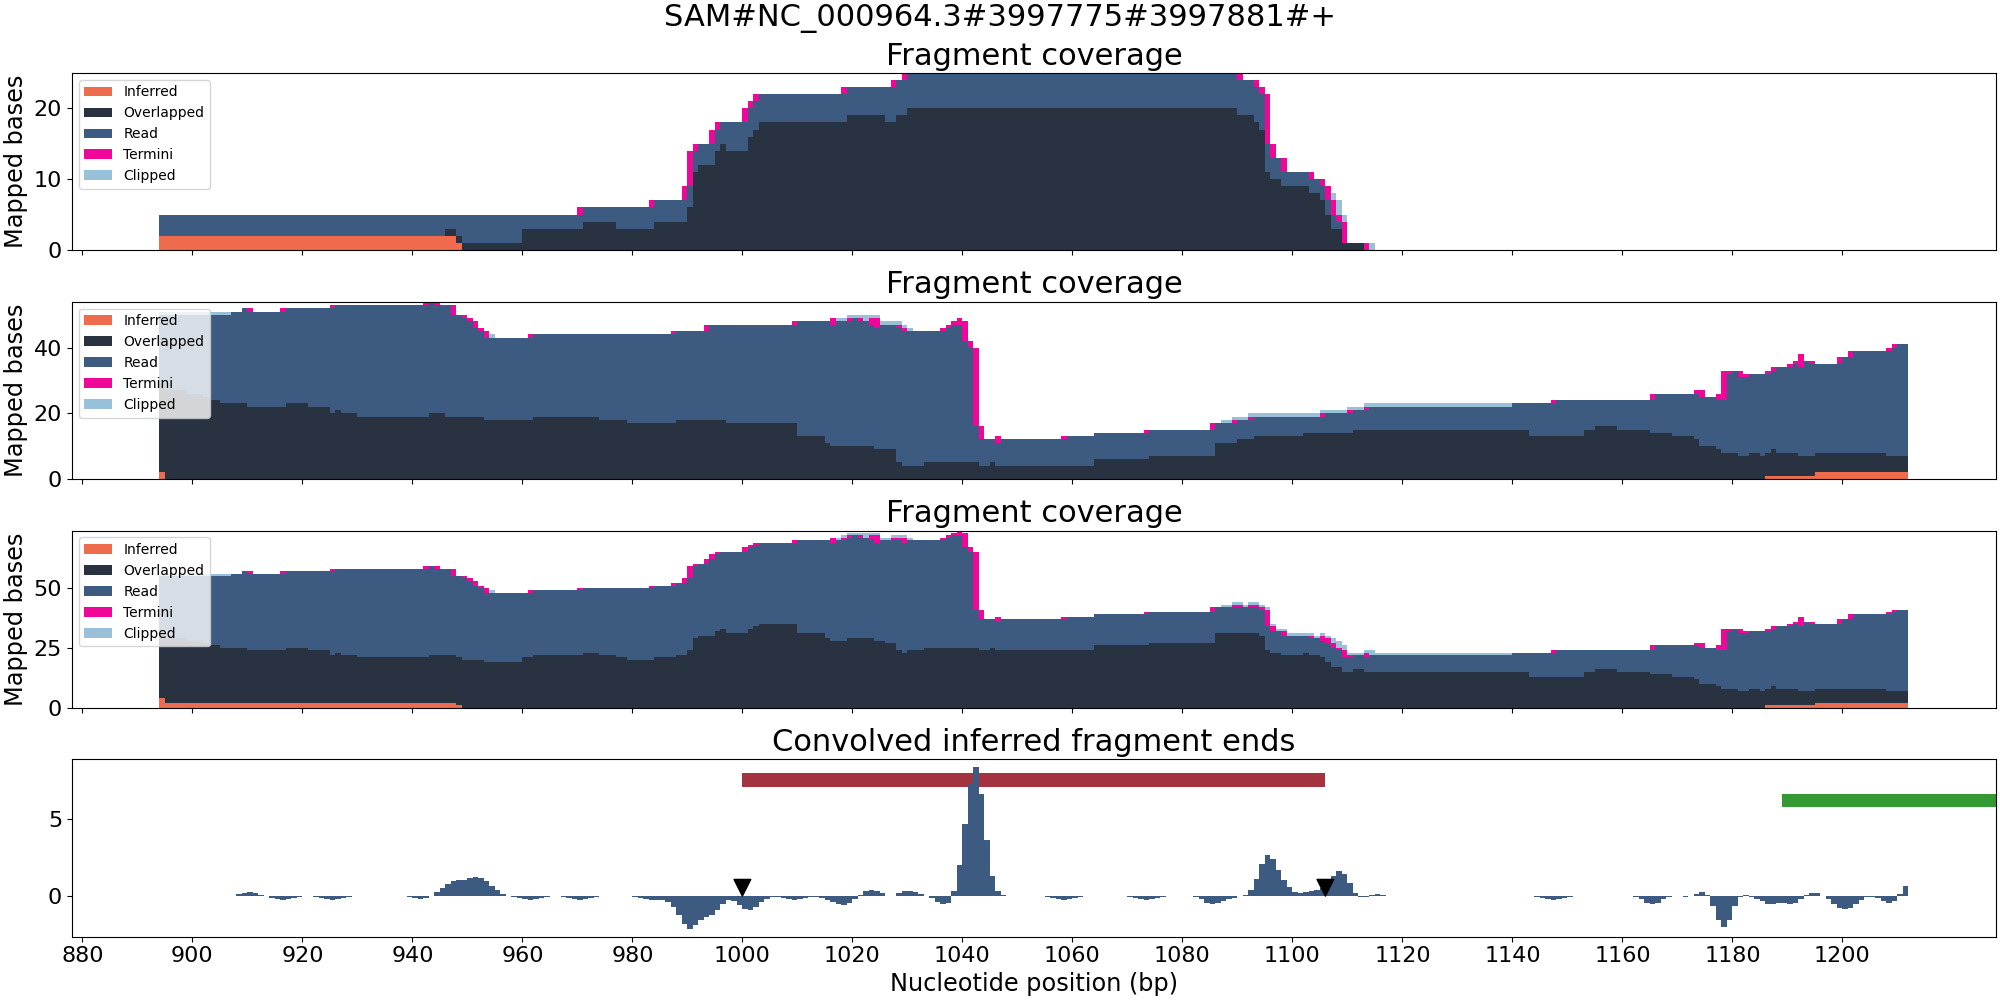 SAM#NC_000964.3#3997775#3997881#+
Fragment coverage
Mapped bases
20
10
0
Inferred
Overlapped
Read
Termini
Clipped
Fragment coverage
Mapped bases
40
20
0
Inferred
Overlapped
Read
Termini
Clipped
Fragment coverage
Mapped bases
50
25
0
Inferred
Overlapped
Read
Termini
Clipped
Convolved inferred fragment ends
5
0
880 900 920 940 960 980 1000 1020 1040 1060 1080 1100 1120 1140 1160 1180 1200
Nucleotide position (bp)